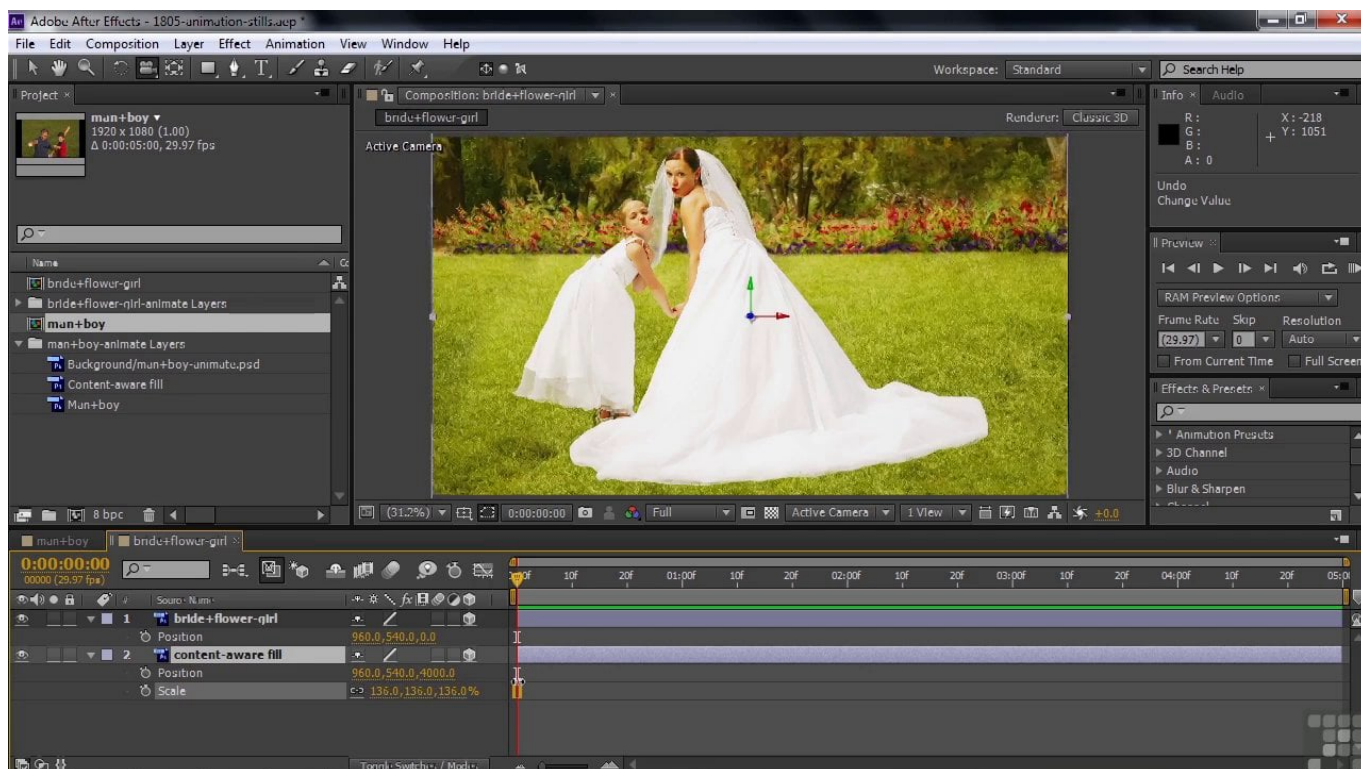 Adobe After Effects - 1805-animation-stills.aep *
File Edit Composition Layer Effect Animation View Window Help
Workspace: Standard
Search Help
Project
man+boy
1920 x 1080 (1.00)
Δ 0:00:05:00, 29.97 fps
Name
bride+flower-girl
bride+flower-girl-animate Layers
man+boy
man+boy-animate Layers
Background/man+boy-animate.psd
Content-aware fill
Man+boy
8 bpc
Composition: bride+flower-girl
bride+flower-girl
Renderer: Classic 3D
Active Camera
(31.2%) 0:00:00:00 Full Active Camera 1 View +0.0
Info Audio
R: X: -218
G: Y: 1051
B:
A: 0
Undo
Change Value
Preview
RAM Preview Options
Frame Rate Skip Resolution
(29.97) 0 Auto
From Current Time Full Screen
Effects & Presets
* Animation Presets
3D Channel
Audio
Blur & Sharpen
man+boy bride+flower-girl
0:00:00:00
00000 (29.97 fps)
10f 20f 01:00f 10f 20f 02:00f 10f 20f 03:00f 10f 20f 04:00f 10f 20f
# Source Name
1 bride+flower-girl
Position 960.0,540.0,0.0
2 content-aware fill
Position 960.0,540.0,4000.0
Scale 136.0,136.0,136.0%
Toggle Switches / Modes